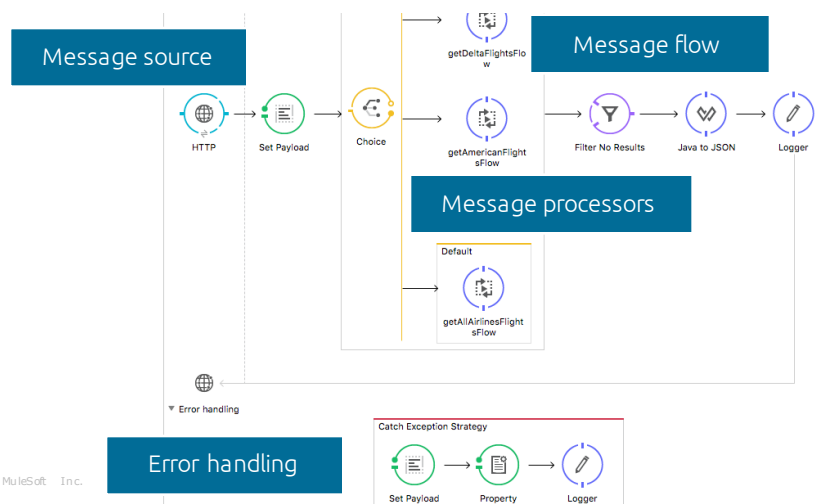 Message source
Message flow
getDeltaFlightsFlo
w
HTTP
Set Payload
Choice
getAmericanFlight
sFlow
Filter No Results
Java to JSON
Logger
Message processors
Default
getAllAirlinesFlight
sFlow
Error handling
Catch Exception Strategy
Error handling
Set Payload
Property
Logger
MuleSoft Inc.